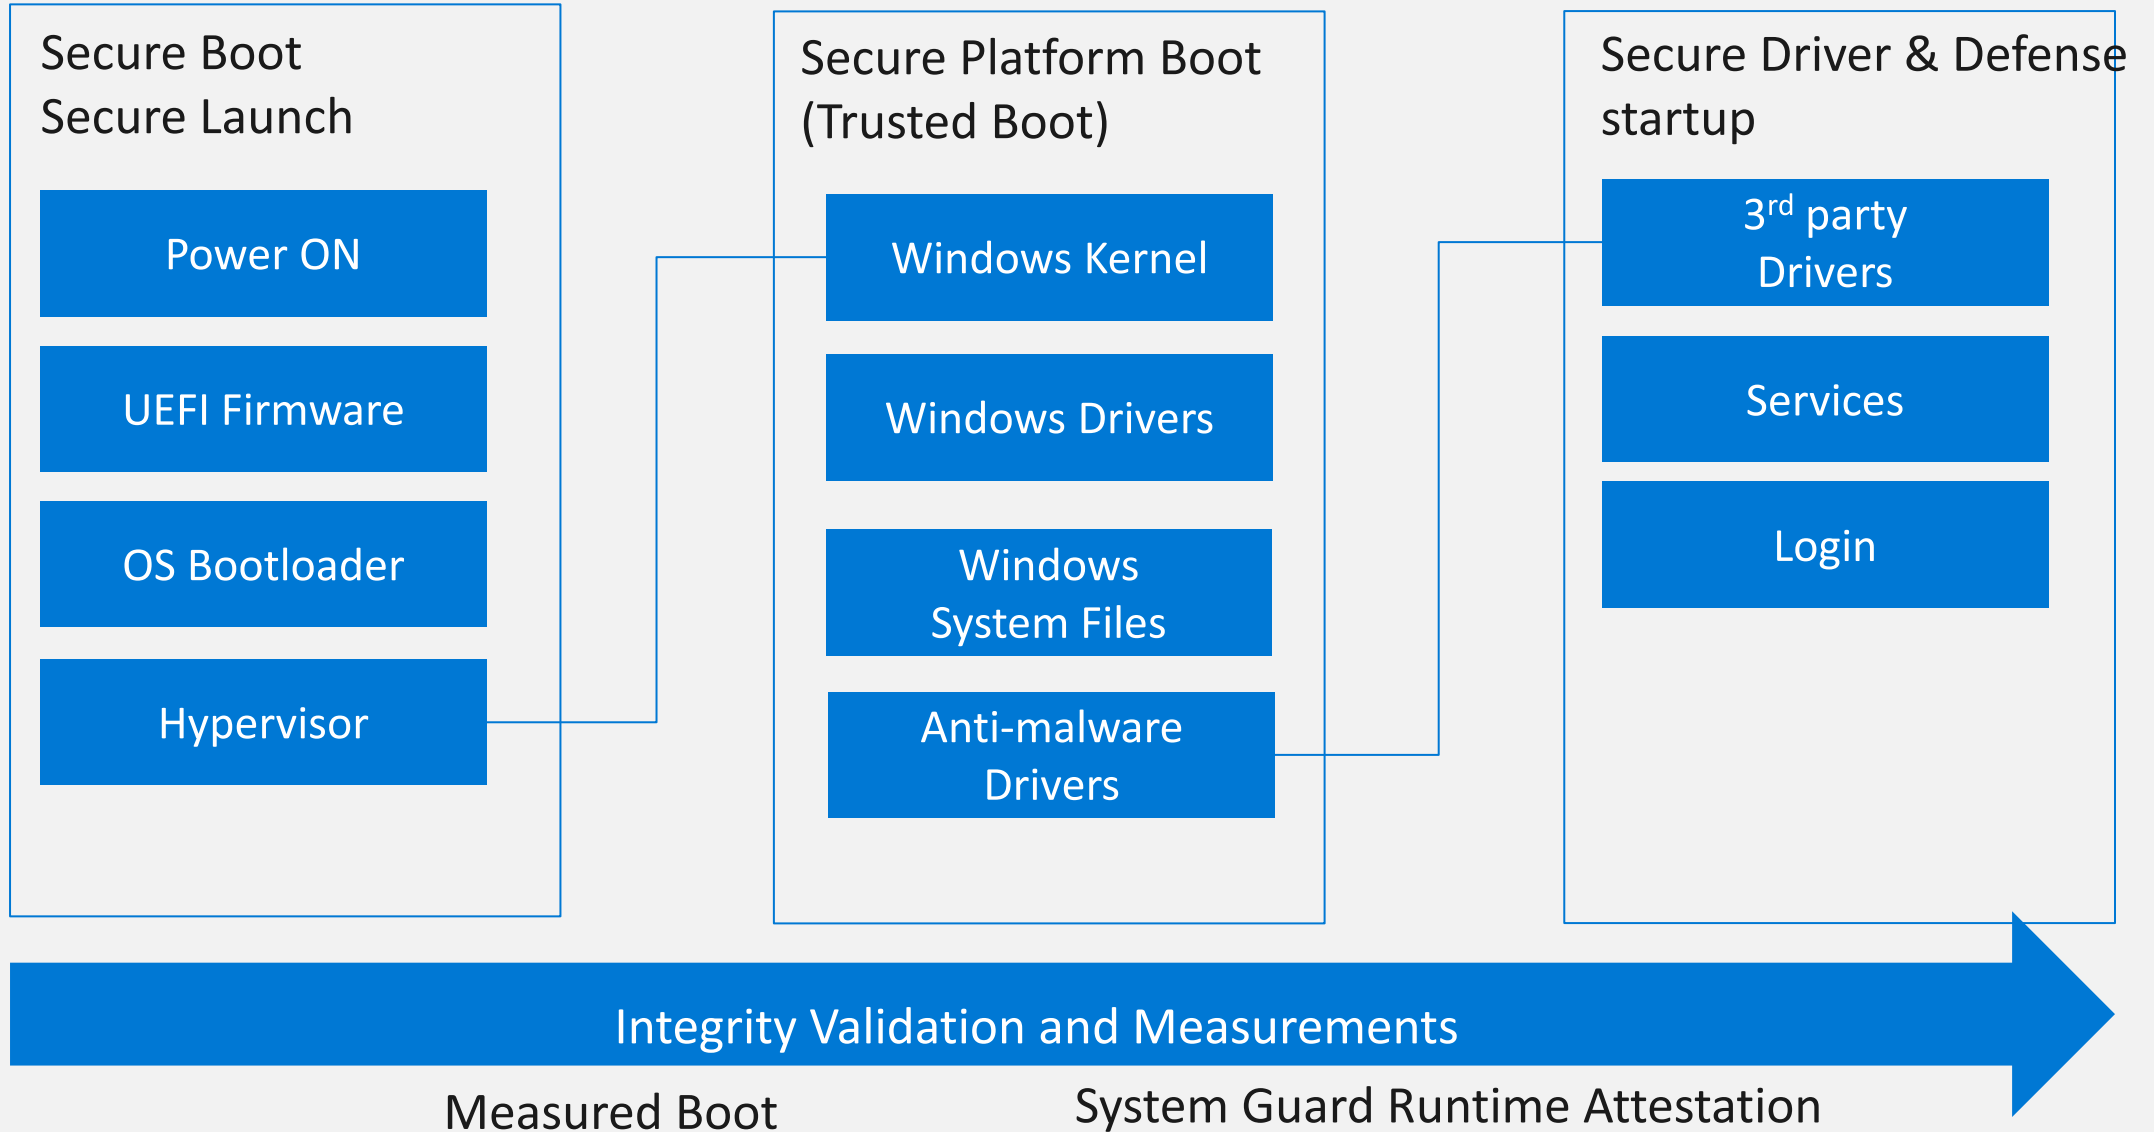 Secure Boot
Secure Launch
Power ON
UEFI Firmware
OS Bootloader
Hypervisor
Secure Platform Boot
(Trusted Boot)
Windows Kernel
Windows Drivers
Windows
System Files
Anti-malware
Drivers
Secure Driver & Defense
startup
3rd party
Drivers
Services
Login
Integrity Validation and Measurements
Measured Boot
System Guard Runtime Attestation